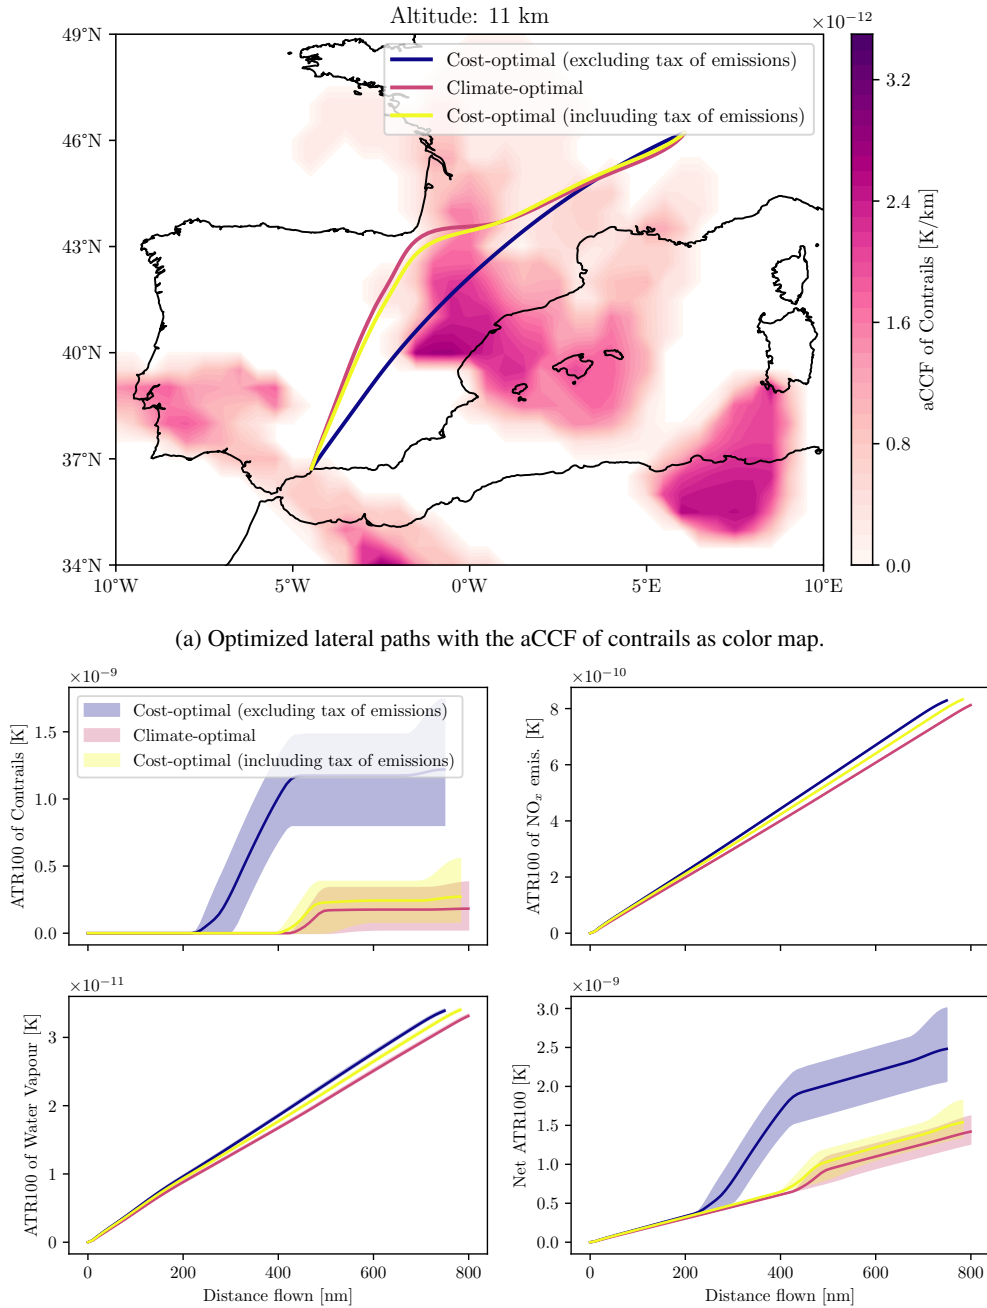 Altitude: 11 km
×10⁻¹²
49°N
46°N
43°N
40°N
37°N
34°N
10°W
5°W
0°W
5°E
10°E
Cost-optimal (excluding tax of emissions)
Climate-optimal
Cost-optimal (incluuding tax of emissions)
3.2
2.4
1.6
0.8
0.0
aCCF of Contrails [K/km]
(a) Optimized lateral paths with the aCCF of contrails as color map.
×10⁻⁹
ATR100 of Contrails [K]
1.5
1.0
0.5
0.0
Cost-optimal (excluding tax of emissions)
Climate-optimal
Cost-optimal (incluuding tax of emissions)
×10⁻¹⁰
ATR100 of NOₓ emis. [K]
8
6
4
2
0
×10⁻¹¹
ATR100 of Water Vapour [K]
3
2
1
0
0
200
400
600
800
Distance flown [nm]
×10⁻⁹
Net ATR100 [K]
3.0
2.5
2.0
1.5
1.0
0.5
0.0
0
200
400
600
800
Distance flown [nm]